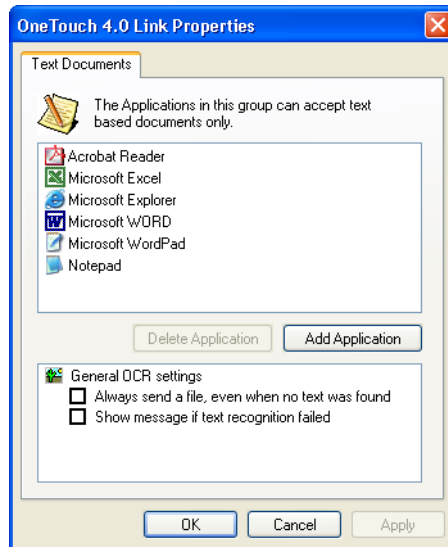 OneTouch 4.0 Link Properties
Text Documents
The Applications in this group can accept text
based documents only.
Acrobat Reader
Microsoft Excel
Microsoft Explorer
Microsoft WORD
Microsoft WordPad
Notepad
Delete Application Add Application
General OCR settings
Always send a file, even when no text was found
Show message if text recognition failed
OK Cancel Apply